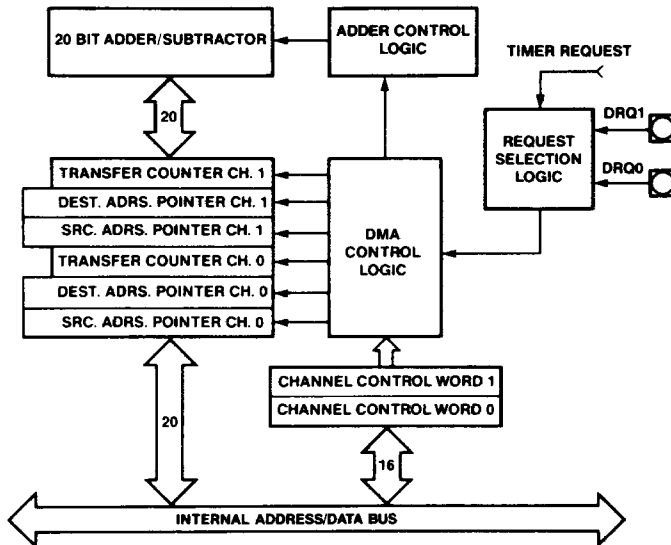 20 BIT ADDER/SUBTRACTOR
ADDER CONTROL
LOGIC
TIMER REQUEST
20
DRQ1
REQUEST
SELECTION
LOGIC
DRQ0
TRANSFER COUNTER CH. 1
DEST. ADRS. POINTER CH. 1
SRC. ADRS. POINTER CH. 1
TRANSFER COUNTER CH. 0
DEST. ADRS. POINTER CH. 0
SRC. ADRS. POINTER CH. 0
DMA
CONTROL
LOGIC
CHANNEL CONTROL WORD 1
CHANNEL CONTROL WORD 0
20
16
INTERNAL ADDRESS/DATA BUS